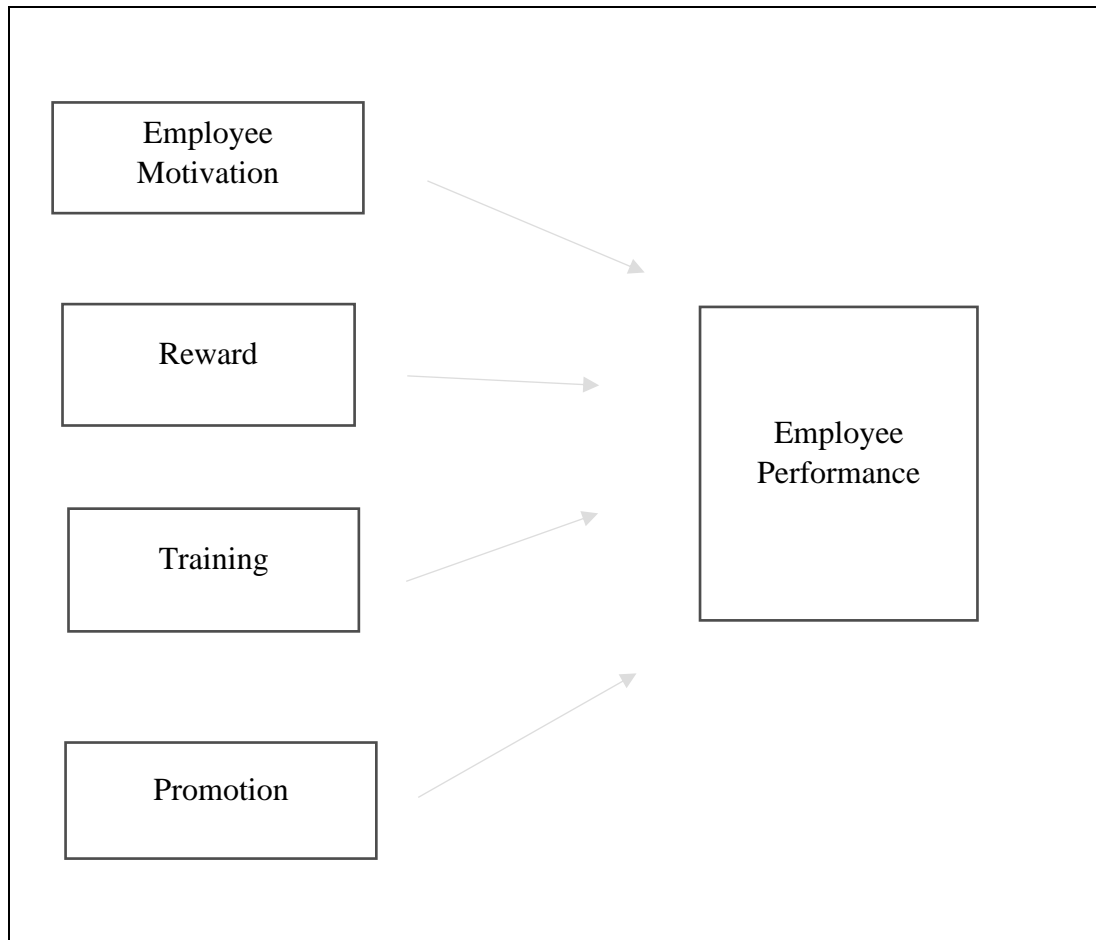 Employee
Motivation
Reward
Training
Promotion
Employee
Performance